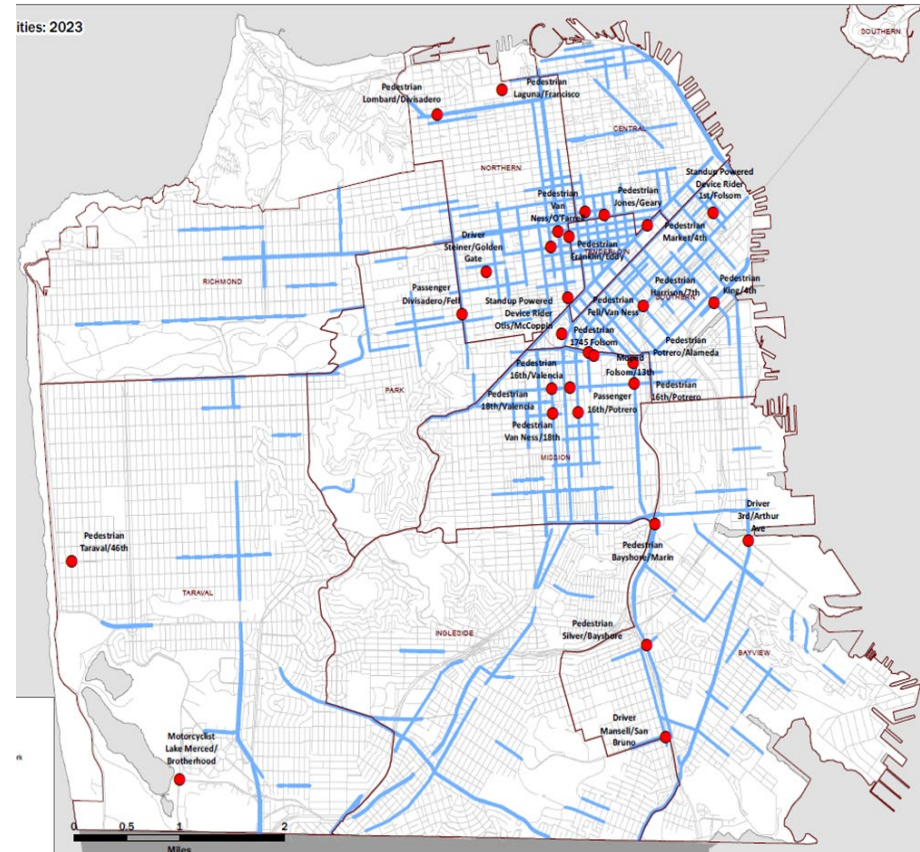 ities: 2023
SOUTHERN
Pedestrian
Lombard/Divisadero
Pedestrian
Laguna/Francisco
CENTRAL
NORTHERN
Pedestrian
Van
Ness/O'Farrell
Pedestrian
Jones/Geary
Standup Powered
Device Rider
1st/Folsom
Pedestrian
Market/4th
Driver
Steiner/Golden
Gate
Pedestrian
Franklin/Eddy
TENDERLOIN
RICHMOND
Passenger
Divisadero/Fell
Standup Powered
Device Rider
Otis/McCoppin
Pedestrian
Fell/Van Ness
Pedestrian
Harrison/7th
SOUTHERN
Pedestrian
King/4th
Pedestrian
1745 Folsom
Pedestrian
Potrero/Alameda
Moped
Folsom/13th
Pedestrian
16th/Valencia
PARK
Pedestrian
18th/Valencia
Passenger
16th/Potrero
Pedestrian
16th/Potrero
Pedestrian
Van Ness/18th
MISSION
Driver
3rd/Arthur
Ave
Pedestrian
Taraval/46th
Pedestrian
Bayshore/Marin
TARAVAL
INGLESIDE
Pedestrian
Silver/Bayshore
BAYVIEW
Driver
Mansell/San
Bruno
Motorcyclist
Lake Merced/
Brotherhood
0 0.5 1 2
Miles